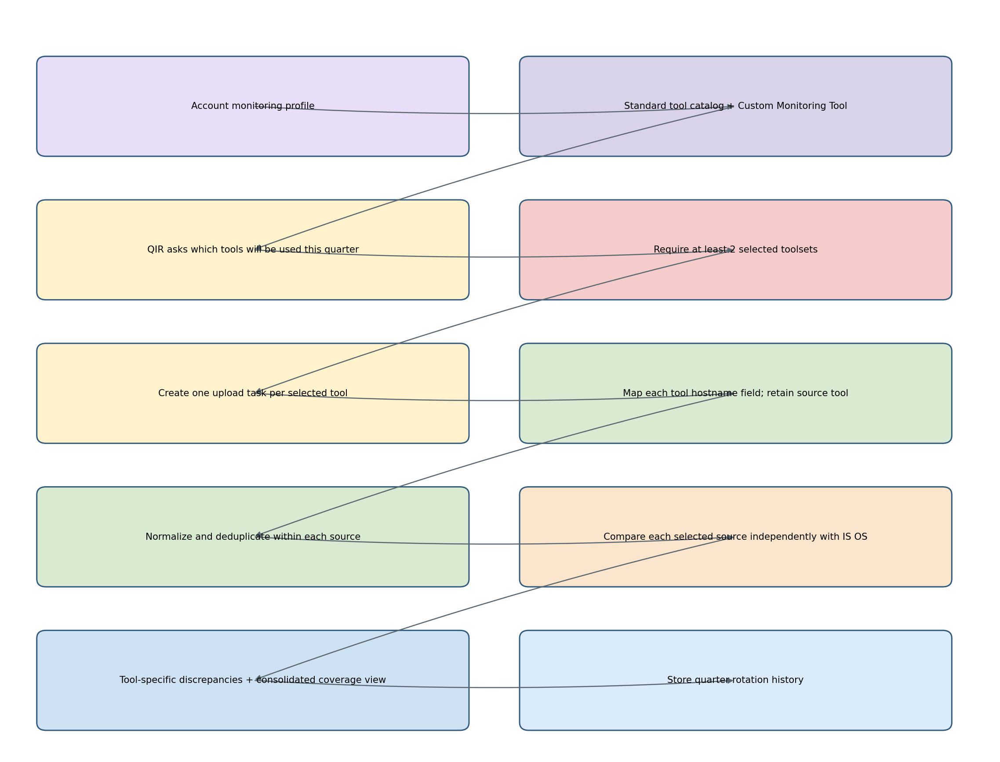 Account monitoring profile
Standard tool catalog + Custom Monitoring Tool
QIR asks which tools will be used this quarter
Require at least 2 selected toolsets
Create one upload task per selected tool
Map each tool hostname field; retain source tool
Normalize and deduplicate within each source
Compare each selected source independently with IS OS
Tool-specific discrepancies + consolidated coverage view
Store quarter rotation history